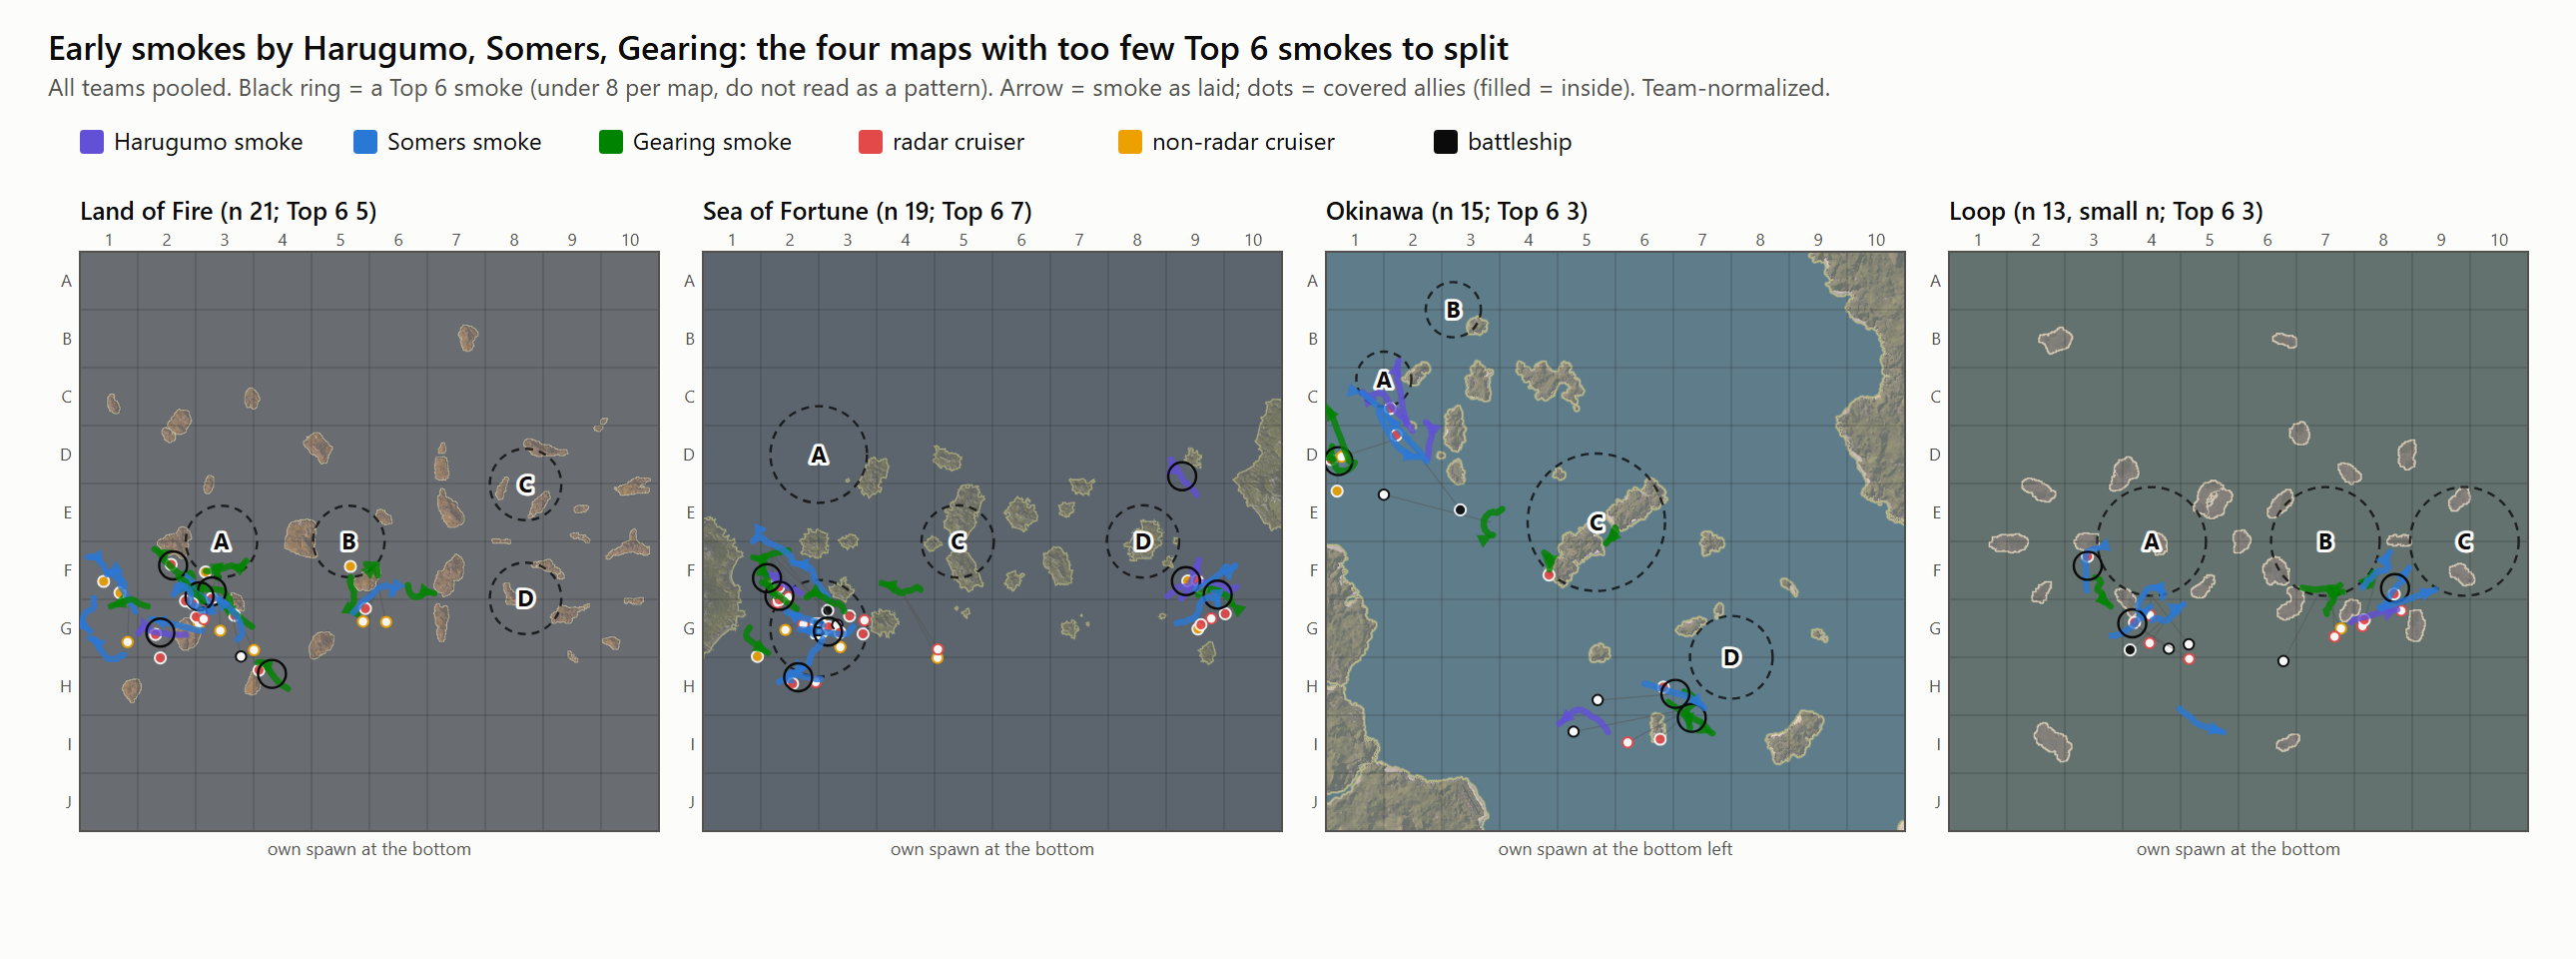 Early smokes by Harugumo, Somers, Gearing: the four maps with too few Top 6 smokes to split
All teams pooled. Black ring = a Top 6 smoke (under 8 per map, do not read as a pattern). Arrow = smoke as laid; dots = covered allies (filled = inside). Team-normalized.
Harugumo smoke Somers smoke Gearing smoke radar cruiser non-radar cruiser battleship
Land of Fire (n 21; Top 6 5)
1 2 3 4 5 6 7 8 9 10
A
B
C
D
E
F
G
H
I
J
A
B
C
D
own spawn at the bottom
Sea of Fortune (n 19; Top 6 7)
1 2 3 4 5 6 7 8 9 10
A
B
C
D
E
F
G
H
I
J
A
C
D
own spawn at the bottom
Okinawa (n 15; Top 6 3)
1 2 3 4 5 6 7 8 9 10
A
B
C
D
E
F
G
H
I
J
B
A
C
D
own spawn at the bottom left
Loop (n 13, small n; Top 6 3)
1 2 3 4 5 6 7 8 9 10
A
B
C
D
E
F
G
H
I
J
A
B
C
own spawn at the bottom